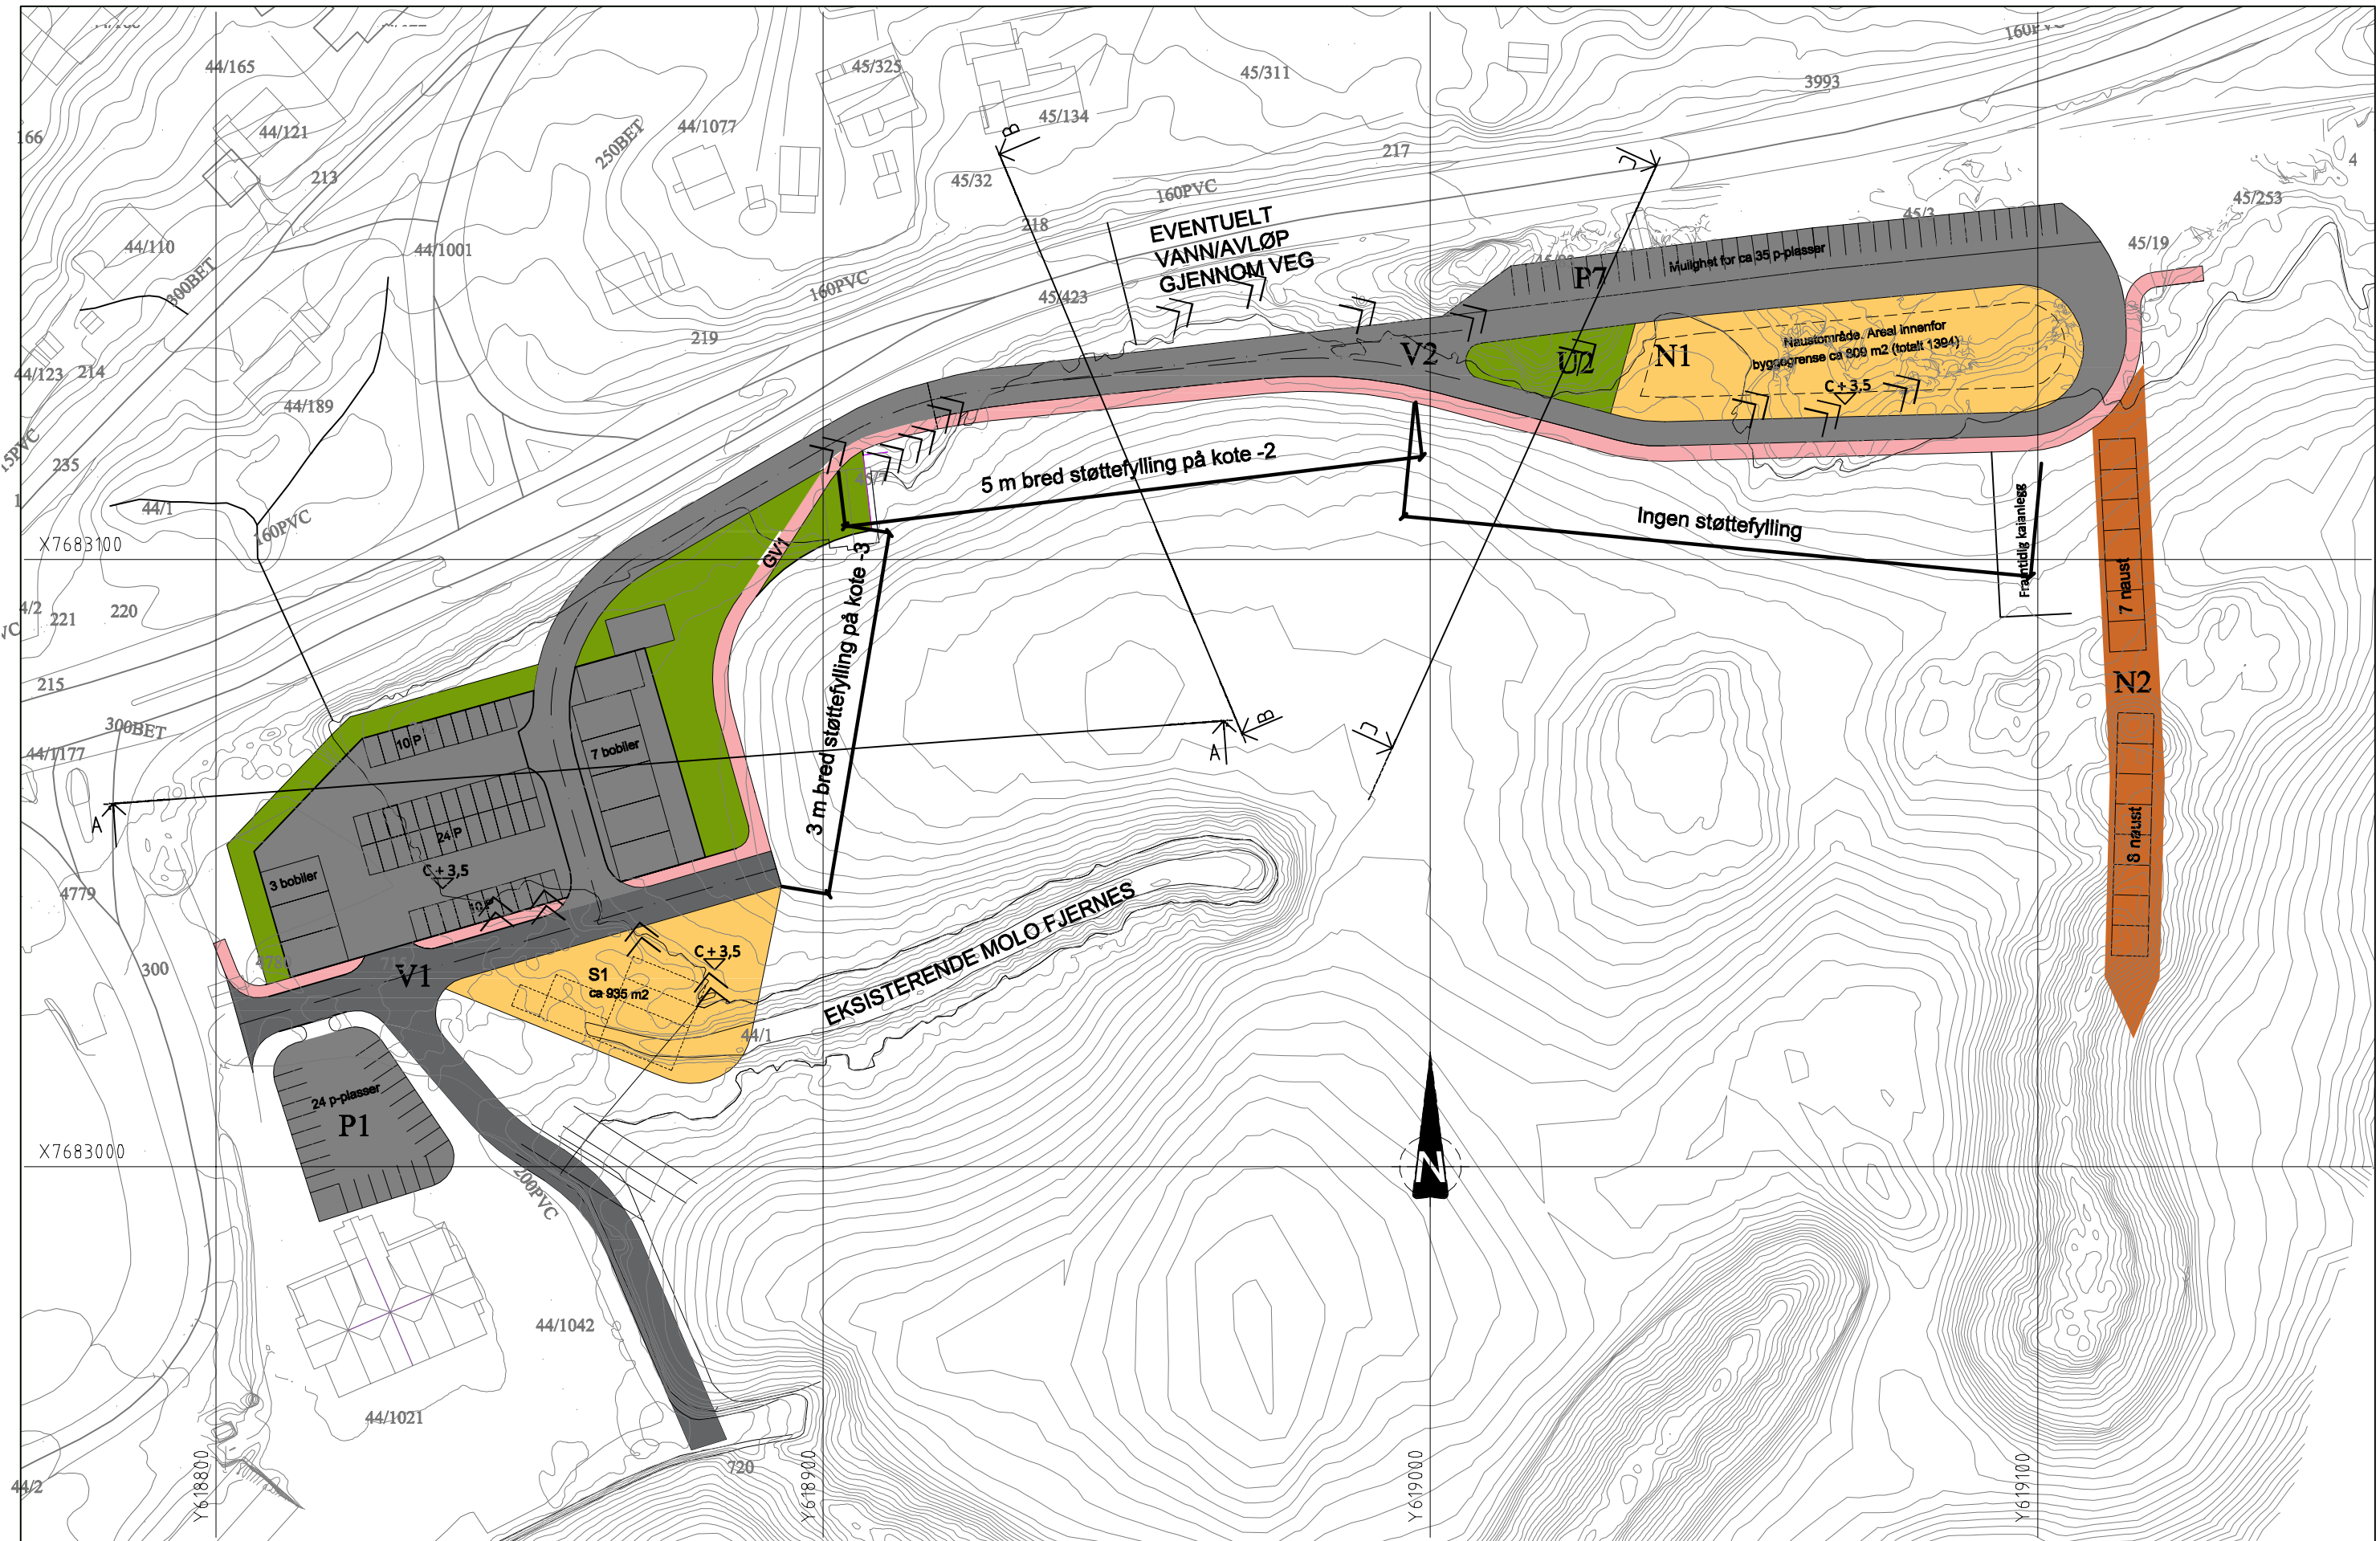 160PVC
44/165
45/325
45/311
3993
44/121
250BET
44/1077
45/134
166
B
217
4
213
45/32
160PVC
45/253
218
EVENTUELT
VANN/AVLØP
GJENNOM VEG
45/3
44/110
44/1001
45/19
300BET
160PVC
45/423
P7
Mulighet for ca 35 p-plasser
219
V2
U2
N1
Naustområde. Areal innenfor
byggegrense ca 809 m2 (totalt 1394)
C + 3,5
44/123
214
44/189
235
5 m bred støttefylling på kote -2
44/1
160PVC
Ingen støttefylling
Framtidig kaianlegg
X7683100
GV1
3 m bred støttefylling på kote -3
7 naust
4/2
221
220
215
N2
300BET
44/1177
10 P
7 bobiler
B
A
A
24 P
8 naust
C + 3,5
3 bobiler
4779
10 P
EKSISTERENDE MOLO FJERNES
C + 3,5
300
V1
S1
ca 935 m2
44/1
24 p-plasser
P1
X7683000
N
200PVC
44/1042
44/1021
720
44/2
Y618800
Y618900
Y619000
Y619100